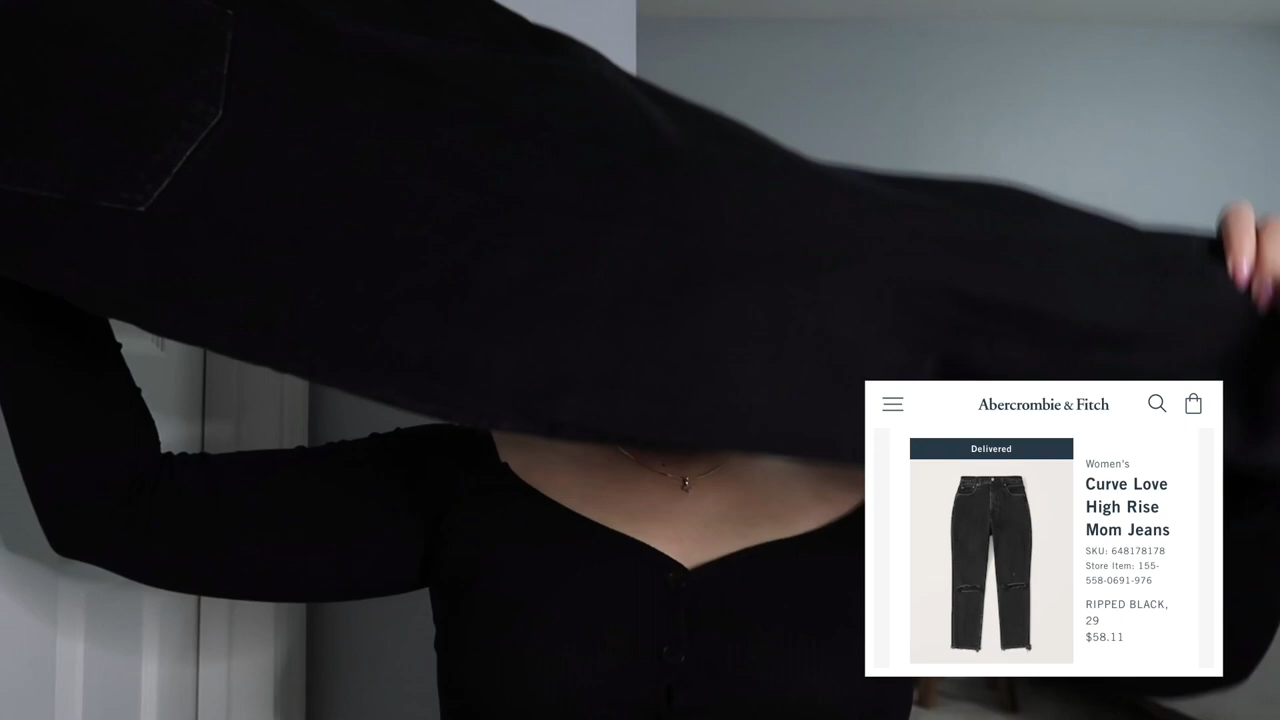 Abercrombie & Fitch
Delivered
Women's
Curve Love
High Rise
Mom Jeans
SKU: 648178178
Store Item: 155-
558-0691-976
RIPPED BLACK,
29
$58.11